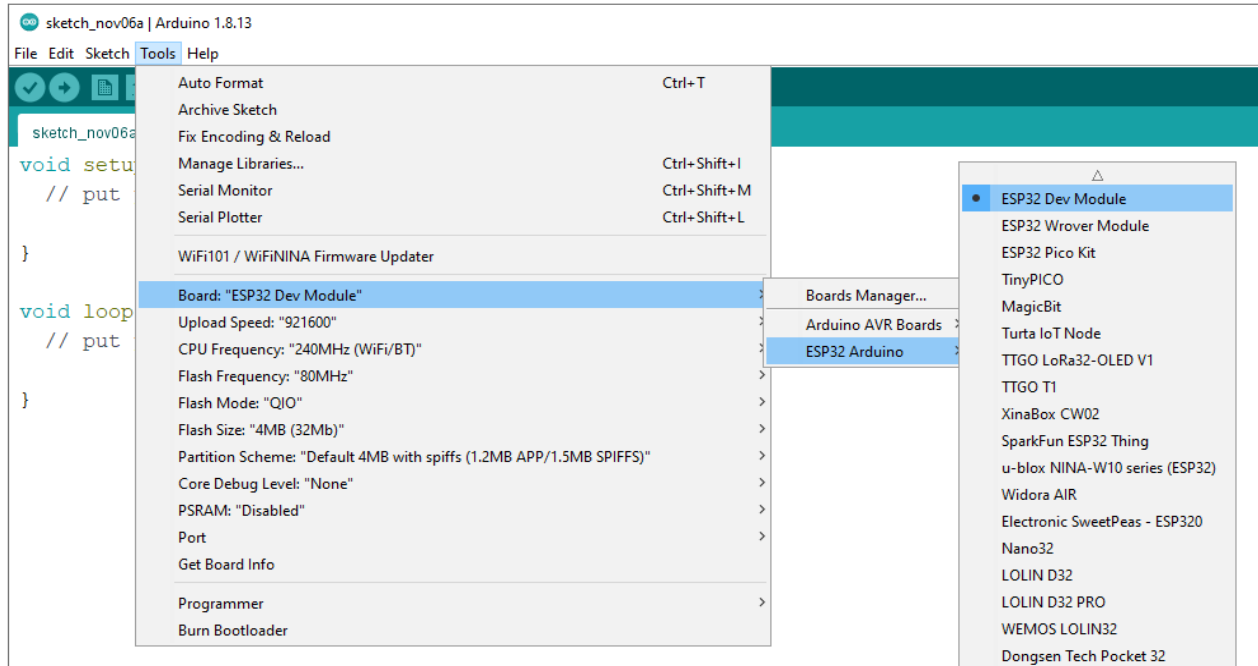 sketch_nov06a | Arduino 1.8.13
File Edit Sketch Tools Help
sketch_nov06a
void setu
// put
}
void loop
// put
}
Auto Format Ctrl+T
Archive Sketch
Fix Encoding & Reload
Manage Libraries... Ctrl+Shift+I
Serial Monitor Ctrl+Shift+M
Serial Plotter Ctrl+Shift+L
WiFi101 / WiFiNINA Firmware Updater
Board: "ESP32 Dev Module"
Upload Speed: "921600"
CPU Frequency: "240MHz (WiFi/BT)"
Flash Frequency: "80MHz"
Flash Mode: "QIO"
Flash Size: "4MB (32Mb)"
Partition Scheme: "Default 4MB with spiffs (1.2MB APP/1.5MB SPIFFS)"
Core Debug Level: "None"
PSRAM: "Disabled"
Port
Get Board Info
Programmer
Burn Bootloader
Boards Manager...
Arduino AVR Boards
ESP32 Arduino
ESP32 Dev Module
ESP32 Wrover Module
ESP32 Pico Kit
TinyPICO
MagicBit
Turta IoT Node
TTGO LoRa32-OLED V1
TTGO T1
XinaBox CW02
SparkFun ESP32 Thing
u-blox NINA-W10 series (ESP32)
Widora AIR
Electronic SweetPeas - ESP320
Nano32
LOLIN D32
LOLIN D32 PRO
WEMOS LOLIN32
Dongsen Tech Pocket 32